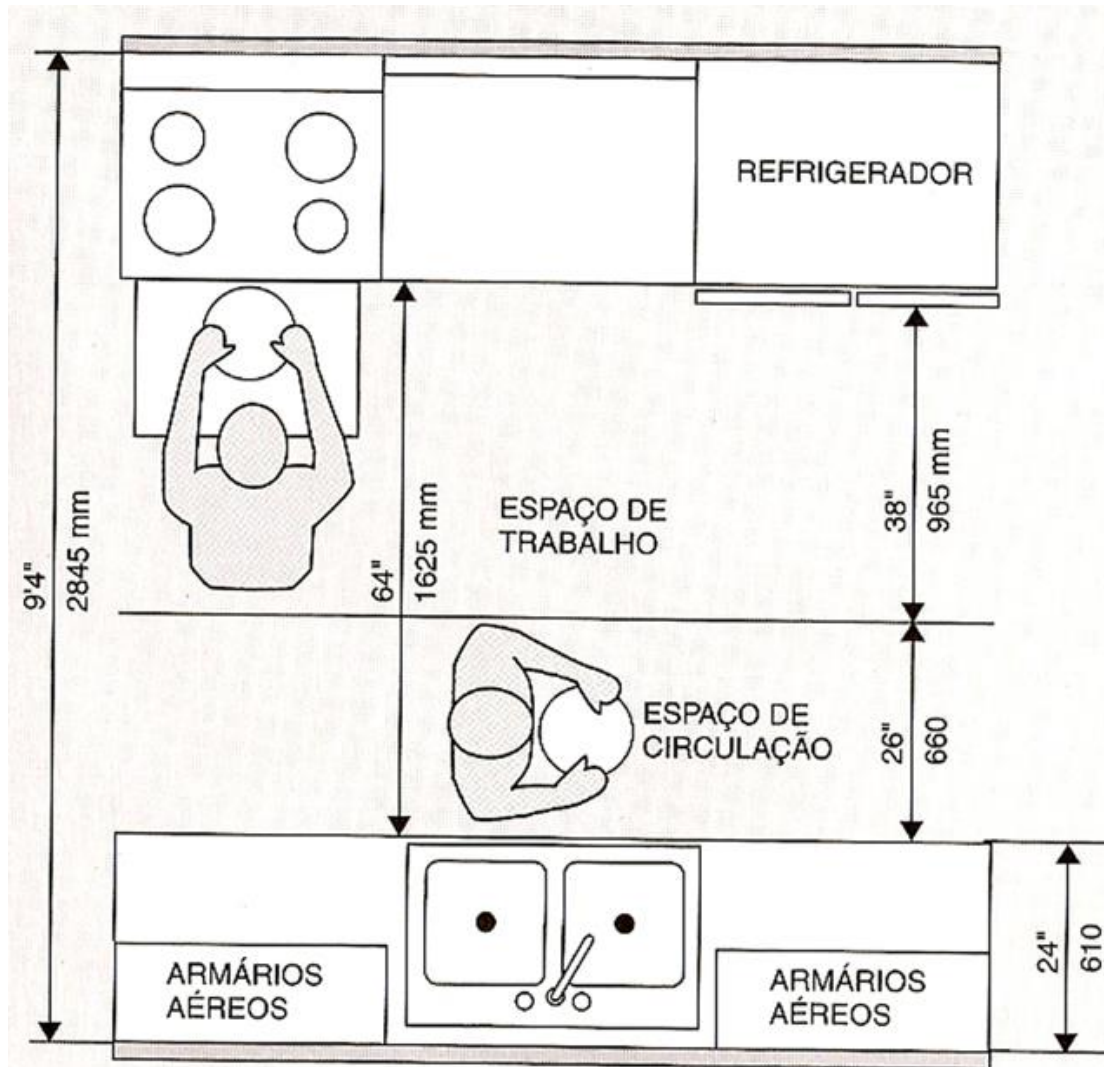 REFRIGERADOR
9'4"
2845 mm
64"
1625 mm
ESPAÇO DE
TRABALHO
38"
965 mm
ESPAÇO DE
CIRCULAÇÃO
26"
660
ARMÁRIOS
AÉREOS
ARMÁRIOS
AÉREOS
24"
610